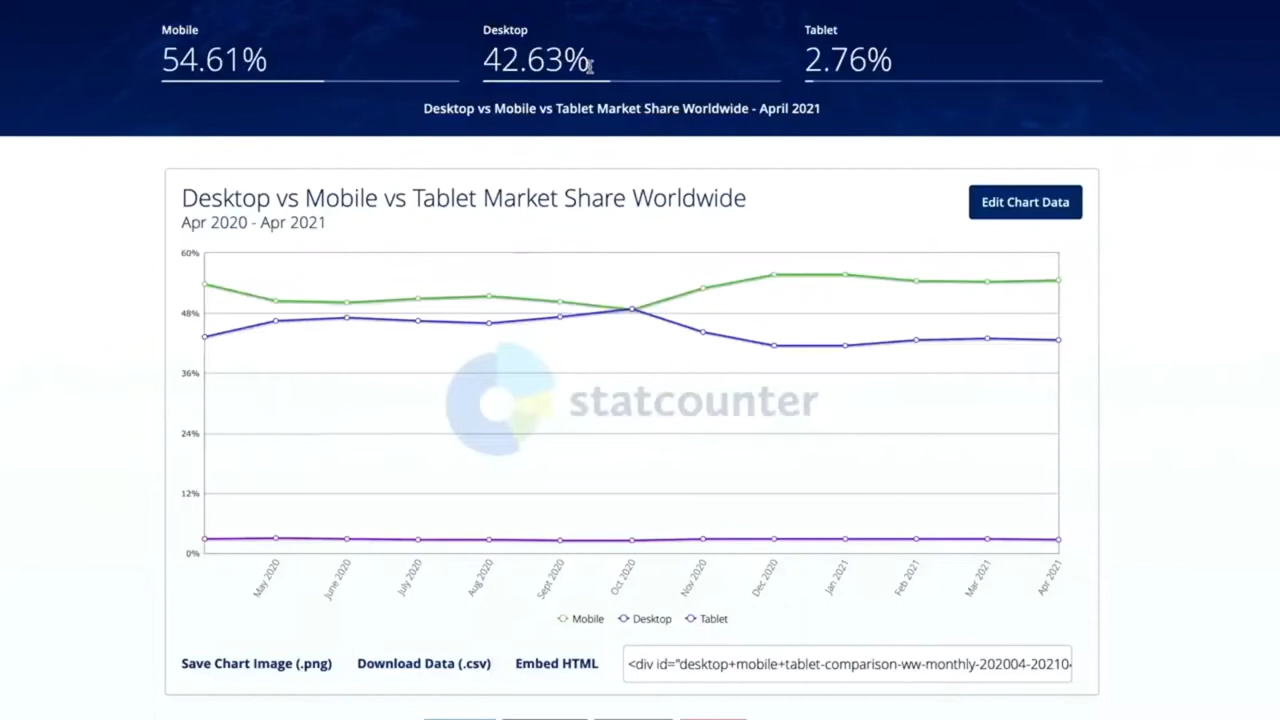 Mobile
54.61%
Desktop
42.63%
Tablet
2.76%
Desktop vs Mobile vs Tablet Market Share Worldwide - April 2021
Desktop vs Mobile vs Tablet Market Share Worldwide
Apr 2020 - Apr 2021
Edit Chart Data
60%
48%
36%
24%
12%
0%
statcounter
May 2020
June 2020
July 2020
Aug 2020
Sept 2020
Oct 2020
Nov 2020
Dec 2020
Jan 2021
Feb 2021
Mar 2021
Apr 2021
Mobile Desktop Tablet
Save Chart Image (.png) Download Data (.csv) Embed HTML
<div id="desktop+mobile+tablet-comparison-ww-monthly-202004-20210